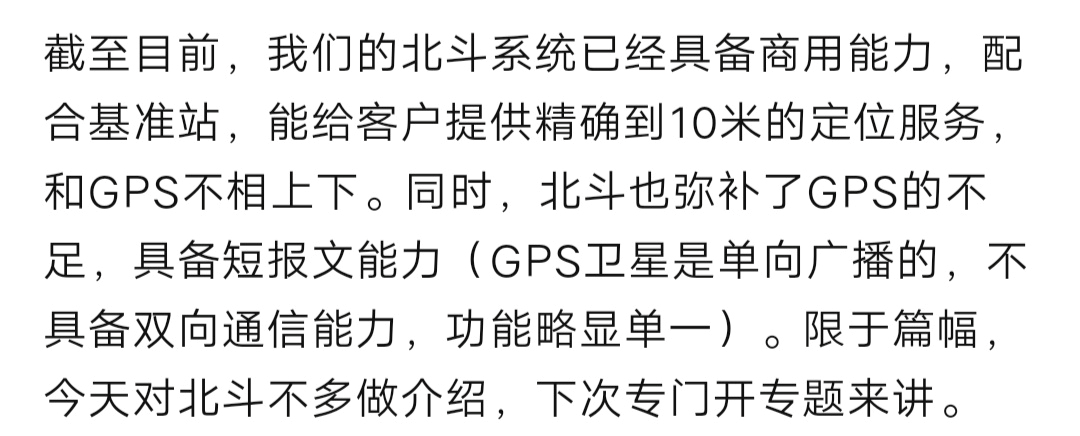 截至目前，我们的北斗系统已经具备商用能力，配
合基准站，能给客户提供精确到10米的定位服务，
和GPS不相上下。同时，北斗也弥补了GPS的不
足，具备短报文能力（GPS卫星是单向广播的，不
具备双向通信能力，功能略显单一）。限于篇幅，
今天对北斗不多做介绍，下次专门开专题来讲。